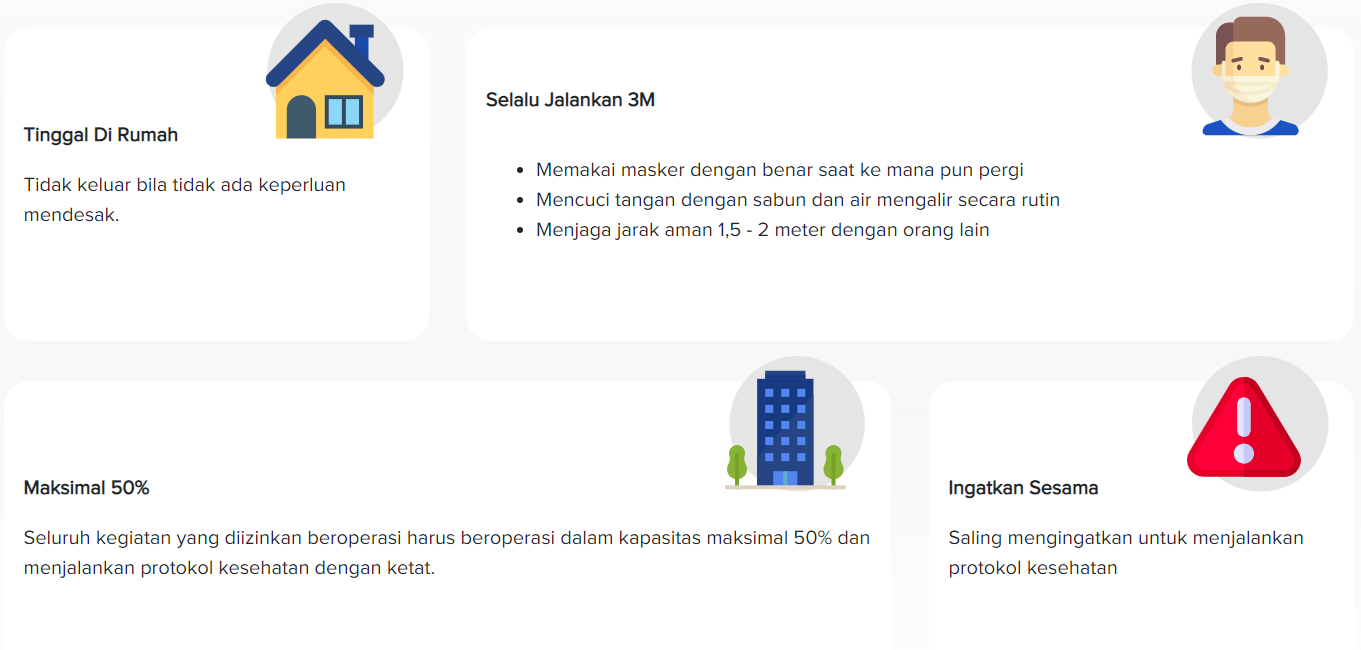 Tinggal Di Rumah
Tidak keluar bila tidak ada keperluan
mendesak.
Selalu Jalankan 3M
• Memakai masker dengan benar saat ke mana pun pergi
• Mencuci tangan dengan sabun dan air mengalir secara rutin
• Menjaga jarak aman 1,5 - 2 meter dengan orang lain
Maksimal 50%
Seluruh kegiatan yang diizinkan beroperasi harus beroperasi dalam kapasitas maksimal 50% dan
menjalankan protokol kesehatan dengan ketat.
Ingatkan Sesama
Saling mengingatkan untuk menjalankan
protokol kesehatan